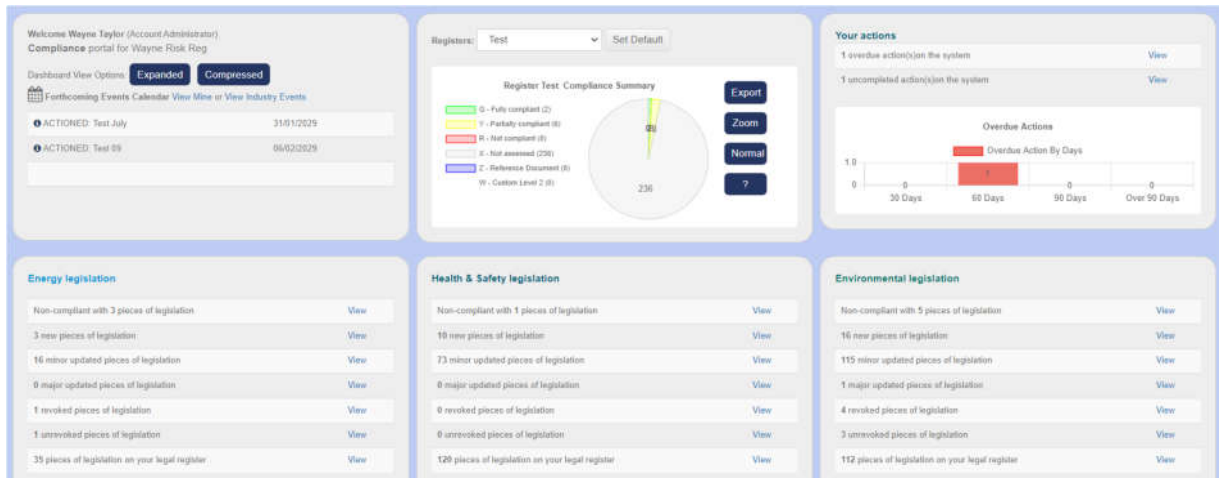 Welcome Wayne Taylor (Account Administrator)
Compliance portal for Wayne Risk Reg
Dashboard View Options Expanded Compressed
Forthcoming Events Calendar View Mine or View Industry Events
ACTIONED: Test July 31/01/2029
ACTIONED: Test 09 06/02/2029
Registers: Test Set Default
Register Test Compliance Summary
G - Fully compliant (2)
Y - Partially compliant (6)
R - Not compliant (8)
X - Not assessed (236)
Z - Reference Document (6)
W - Custom Level 2 (6)
236
Export
Zoom
Normal
?
Your actions
1 overdue action(s)on the system View
1 uncompleted action(s)on the system View
Overdue Actions
Overdue Action By Days
1.0
0
0
1
0
0
30 Days 60 Days 90 Days Over 90 Days
Energy legislation
Non-compliant with 3 pieces of legislation View
3 new pieces of legislation View
16 minor updated pieces of legislation View
0 major updated pieces of legislation View
1 revoked pieces of legislation View
1 unrevoked pieces of legislation View
35 pieces of legislation on your legal register View
Health & Safety legislation
Non-compliant with 1 pieces of legislation View
10 new pieces of legislation View
73 minor updated pieces of legislation View
0 major updated pieces of legislation View
0 revoked pieces of legislation View
0 unrevoked pieces of legislation View
120 pieces of legislation on your legal register View
Environmental legislation
Non-compliant with 5 pieces of legislation View
16 new pieces of legislation View
115 minor updated pieces of legislation View
1 major updated pieces of legislation View
4 revoked pieces of legislation View
3 unrevoked pieces of legislation View
112 pieces of legislation on your legal register View